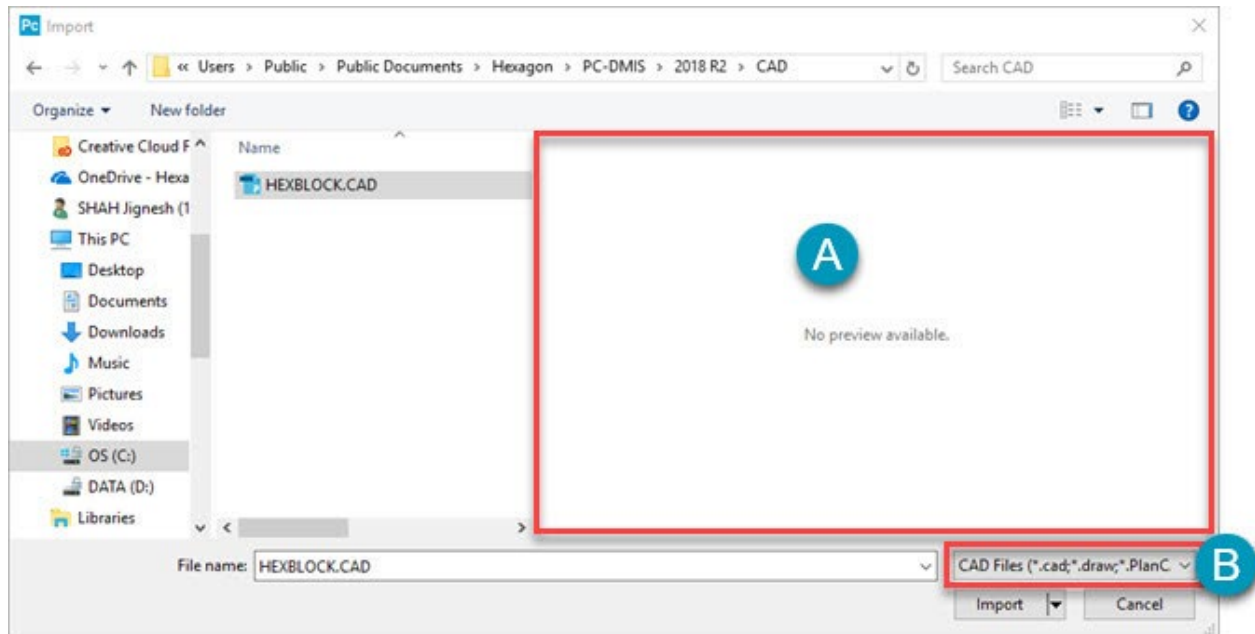 Pc Import
« Users > Public > Public Documents > Hexagon > PC-DMIS > 2018 R2 > CAD
Search CAD
Organize New folder
Creative Cloud F
Name
OneDrive - Hexa
HEXBLOCK.CAD
SHAH Jignesh (1
This PC
Desktop
A
Documents
Downloads
No preview available.
Music
Pictures
Videos
OS (C:)
DATA (D:)
Libraries
File name: HEXBLOCK.CAD
CAD Files (*.cad;*.draw;*.PlanC
B
Import Cancel